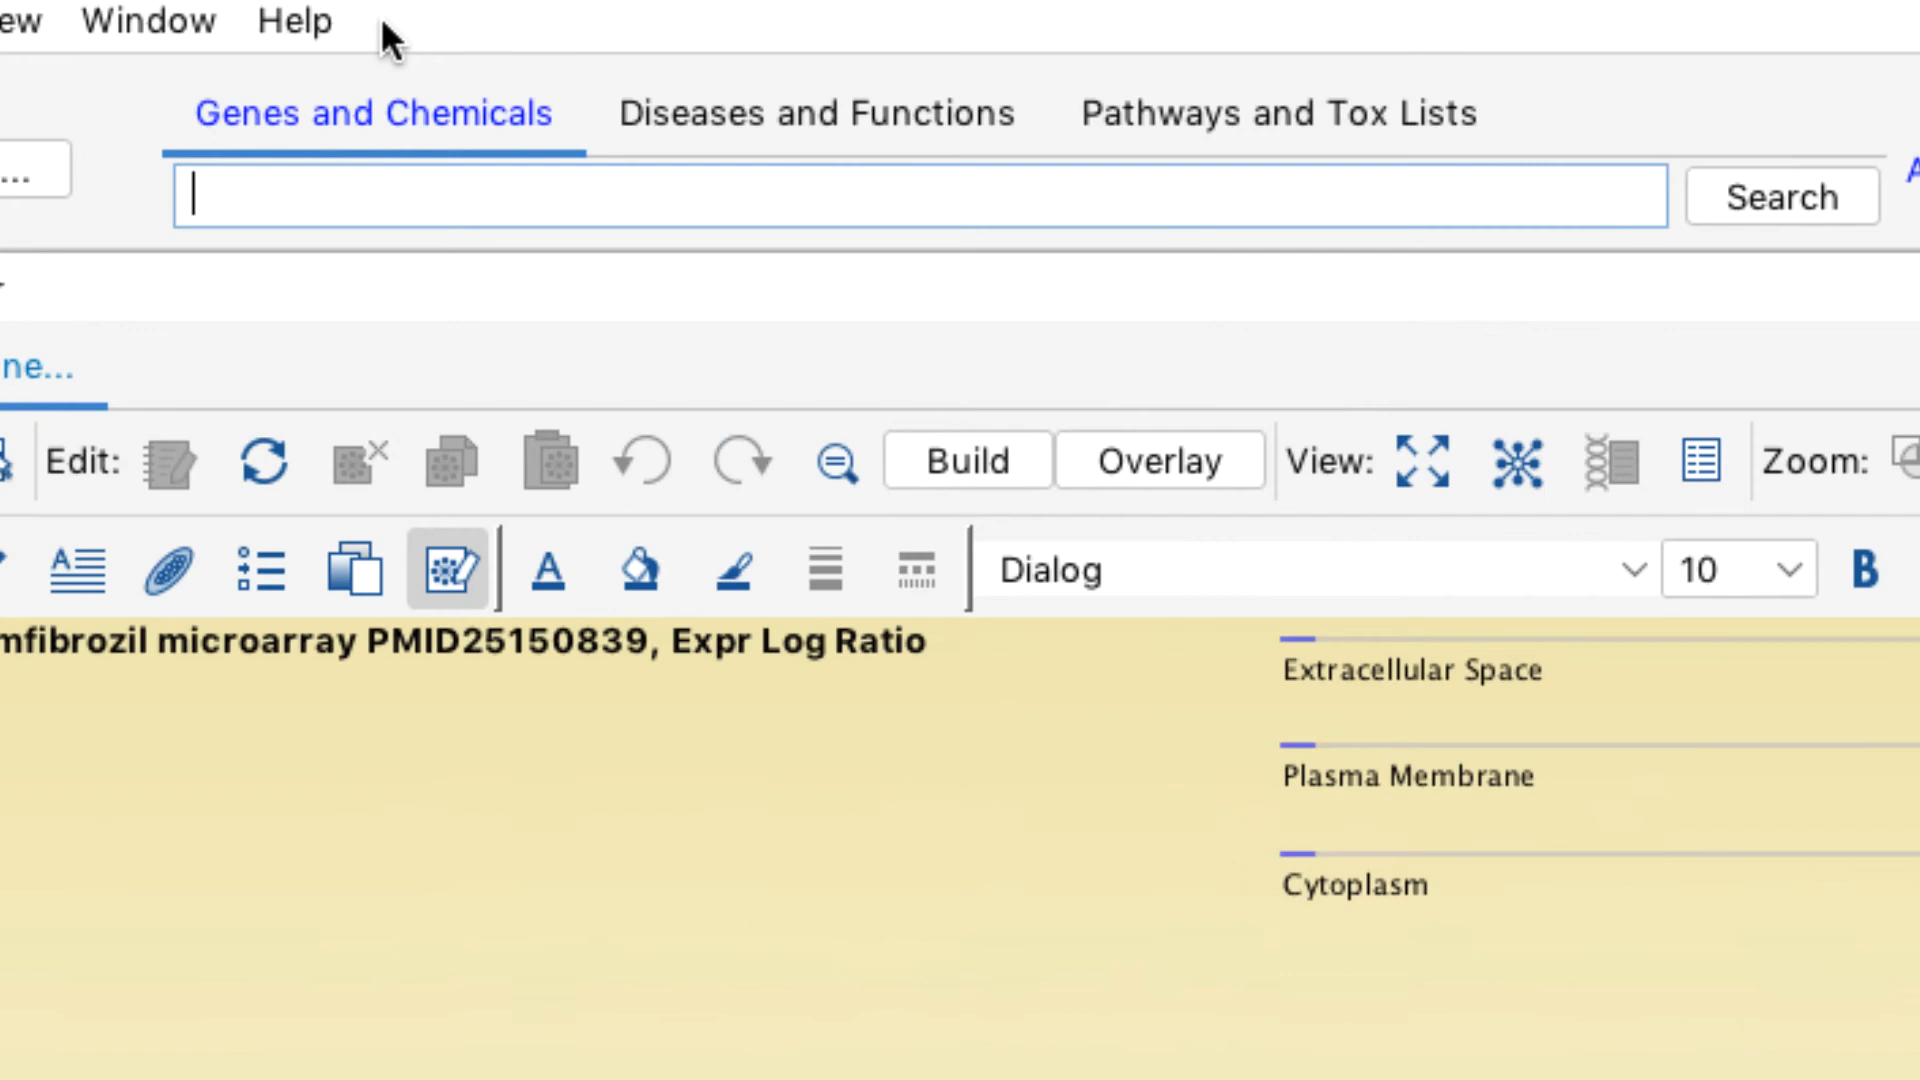 ew Window Help
Genes and Chemicals Diseases and Functions Pathways and Tox Lists
...
Search
ne...
Edit: Build Overlay View: Zoom:
Dialog 10 B
mfibrozil microarray PMID25150839, Expr Log Ratio
Extracellular Space
Plasma Membrane
Cytoplasm